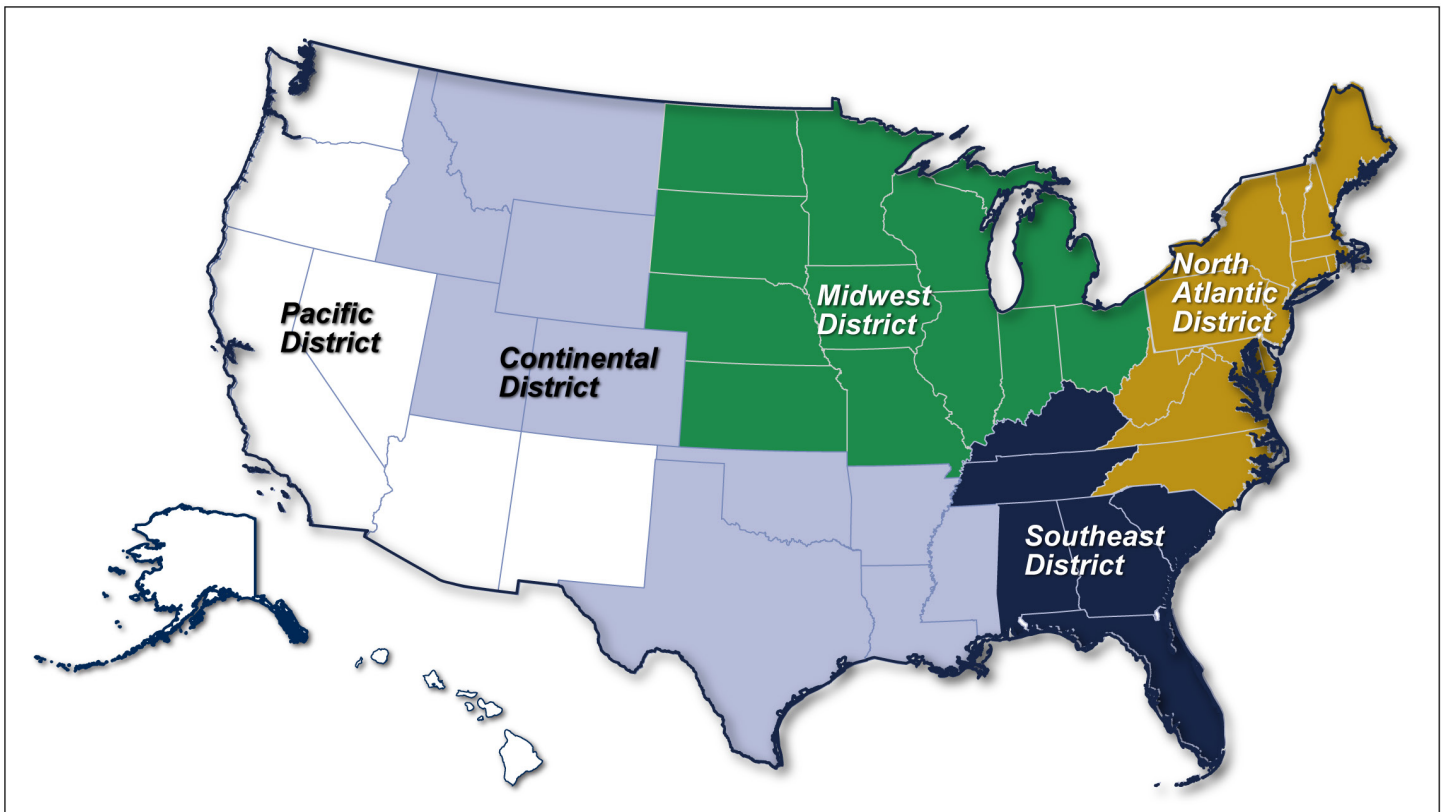 Pacific
District
Continental
District
Midwest
District
North
Atlantic
District
Southeast
District